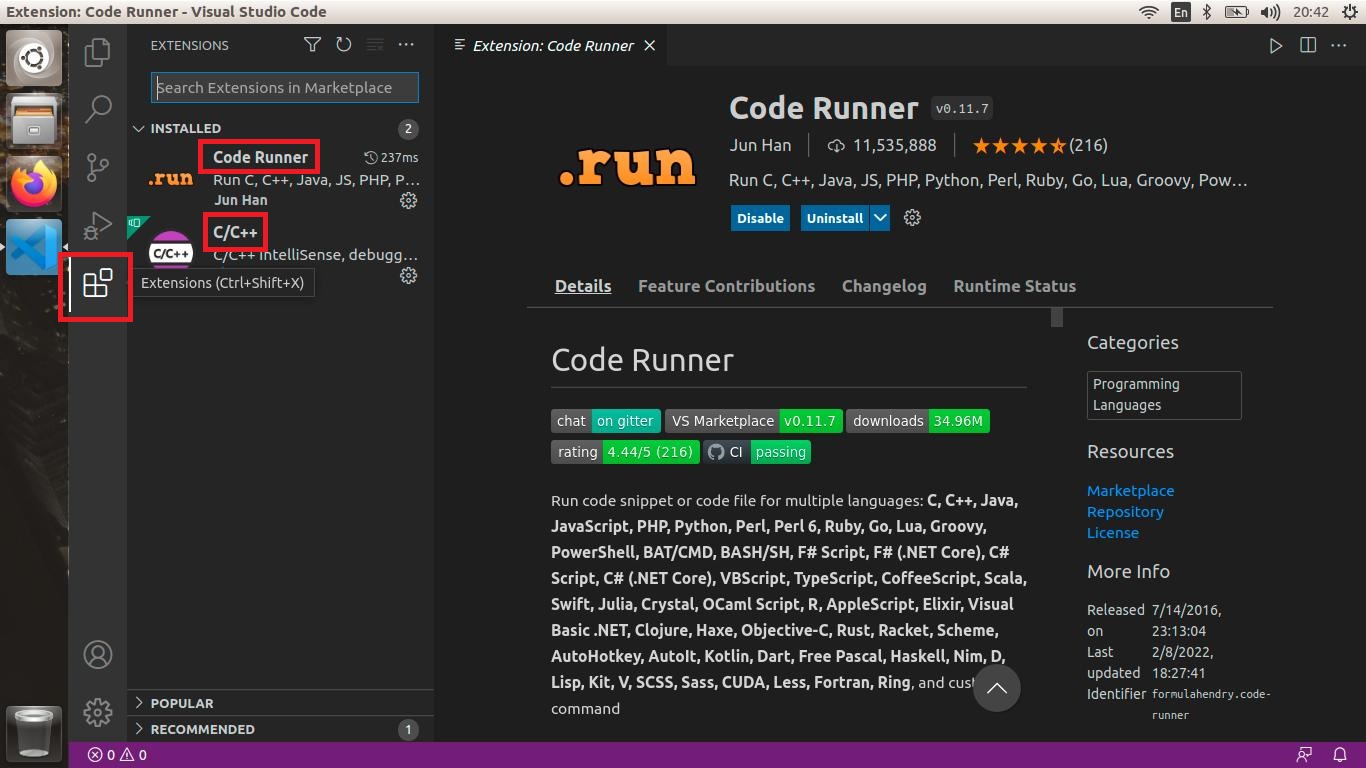 Extension: Code Runner - Visual Studio Code
En
20:42
EXTENSIONS
Search Extensions in Marketplace
INSTALLED
2
Code Runner
237ms
.run
Run C, C++, Java, JS, PHP, P…
Jun Han
C/C++
C/C++
C/C++ IntelliSense, debugg…
Extensions (Ctrl+Shift+X)
POPULAR
RECOMMENDED
1
Extension: Code Runner
.run
Code Runner v0.11.7
Jun Han
11,535,888
(216)
Run C, C++, Java, JS, PHP, Python, Perl, Ruby, Go, Lua, Groovy, Pow…
Disable Uninstall
Details Feature Contributions Changelog Runtime Status
Code Runner
chat on gitter VS Marketplace v0.11.7 downloads 34.96M
rating 4.44/5 (216) CI passing
Run code snippet or code file for multiple languages: C, C++, Java,
JavaScript, PHP, Python, Perl, Perl 6, Ruby, Go, Lua, Groovy,
PowerShell, BAT/CMD, BASH/SH, F# Script, F# (.NET Core), C#
Script, C# (.NET Core), VBScript, TypeScript, CoffeeScript, Scala,
Swift, Julia, Crystal, OCaml Script, R, AppleScript, Elixir, Visual
Basic .NET, Clojure, Haxe, Objective-C, Rust, Racket, Scheme,
AutoHotkey, AutoIt, Kotlin, Dart, Free Pascal, Haskell, Nim, D,
Lisp, Kit, V, SCSS, Sass, CUDA, Less, Fortran, Ring, and
command
Categories
Programming
Languages
Resources
Marketplace
Repository
License
More Info
Released 7/14/2016,
on 23:13:04
Last 2/8/2022,
updated 18:27:41
Identifier formulahendry.code-
runner
0 0